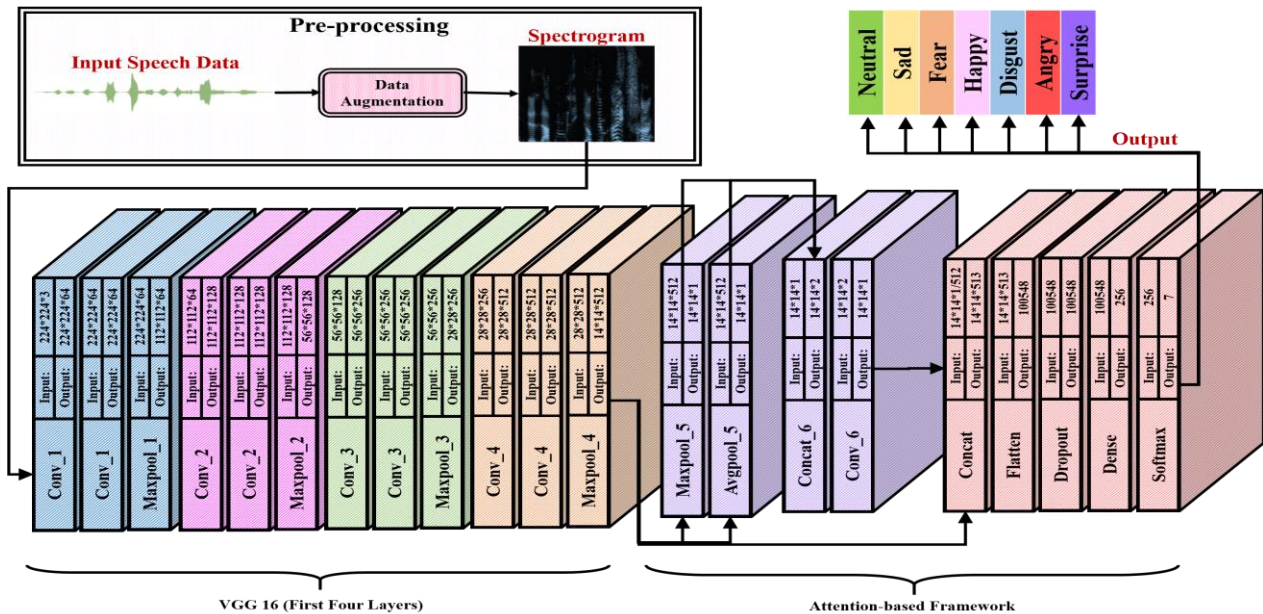 Pre-processing
Input Speech Data
Data
Augmentation
Spectrogram
Neutral
Sad
Fear
Happy
Disgust
Angry
Surprise
Output
Conv_1
Input:
224*224*3
Output:
224*224*64
Conv_1
Input:
224*224*64
Output:
224*224*64
Maxpool_1
Input:
224*224*64
Output:
112*112*64
Conv_2
Input:
112*112*64
Output:
112*112*128
Conv_2
Input:
112*112*128
Output:
112*112*128
Maxpool_2
Input:
112*112*128
Output:
56*56*128
Conv_3
Input:
56*56*128
Output:
56*56*256
Conv_3
Input:
56*56*256
Output:
56*56*256
Maxpool_3
Input:
56*56*256
Output:
28*28*256
Conv_4
Input:
28*28*256
Output:
28*28*512
Conv_4
Input:
28*28*512
Output:
28*28*512
Maxpool_4
Input:
28*28*512
Output:
14*14*512
Maxpool_5
Input:
14*14*512
Output:
14*14*1
Avgpool_5
Input:
14*14*512
Output:
14*14*1
Concat_6
Input:
14*14*1
Output:
14*14*2
Conv_6
Input:
14*14*2
Output:
14*14*1
Concat
Input:
14*14*1/512
Output:
14*14*513
Flatten
Input:
14*14*513
Output:
100548
Dropout
Input:
100548
Output:
100548
Dense
Input:
100548
Output:
256
Softmax
Input:
256
Output:
7
VGG 16 (First Four Layers)
Attention-based Framework